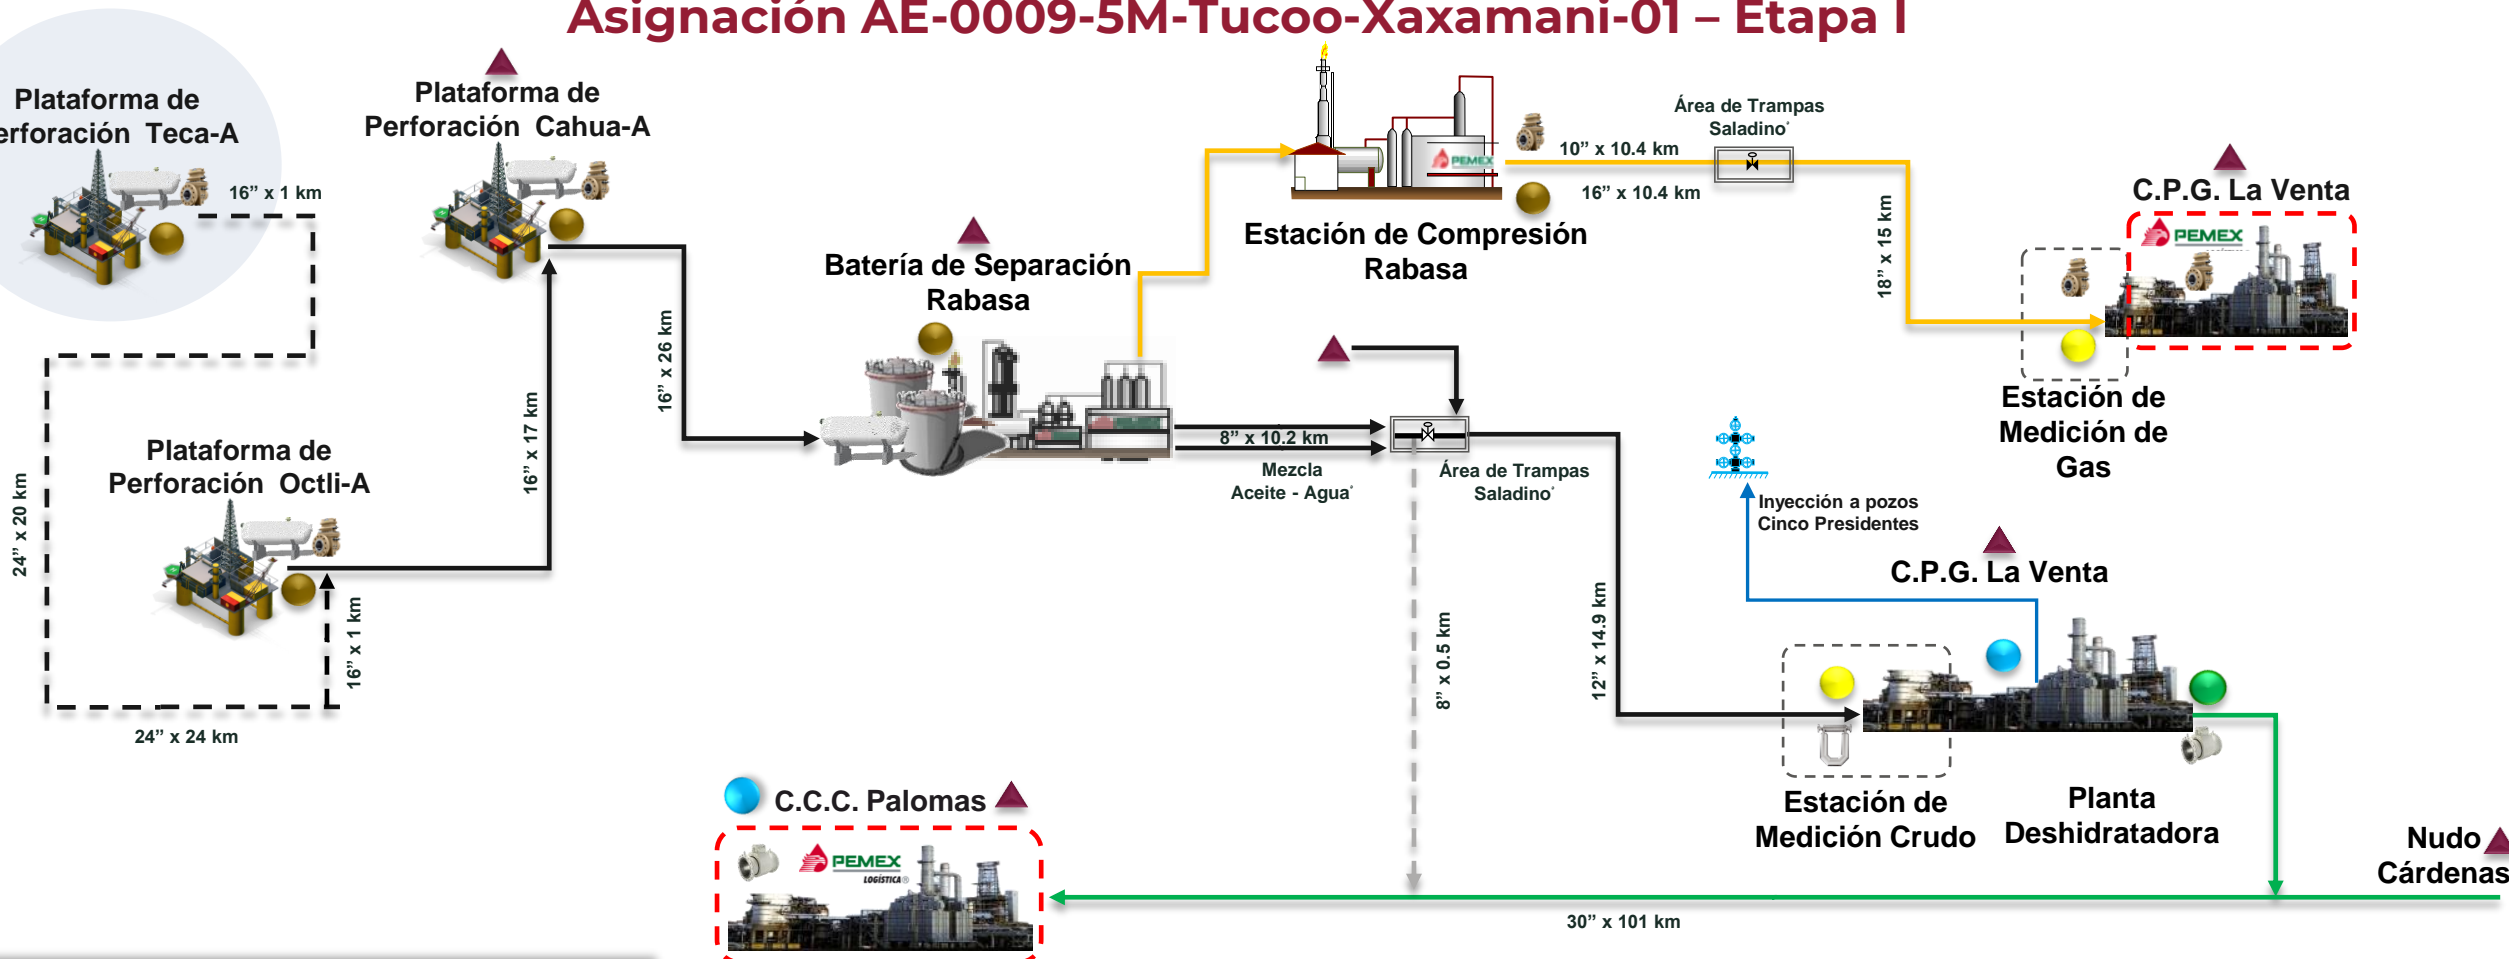 Asignación AE-0009-5M-Tucoo-Xaxamani-01 – Etapa I
Plataforma de
erforación Teca-A
16” x 1 km
24” x 20 km
24” x 24 km
16” x 1 km
Plataforma de
Perforación Octli-A
16” x 17 km
Plataforma de
Perforación Cahua-A
16” x 26 km
Batería de Separación
Rabasa
PEMEX
Estación de Compresión
Rabasa
10” x 10.4 km
16” x 10.4 km
Área de Trampas
Saladino
18” x 15 km
C.P.G. La Venta
PEMEX
Estación de
Medición de
Gas
8” x 10.2 km
Mezcla
Aceite - Agua
Área de Trampas
Saladino
8” x 0.5 km
12” x 14.9 km
Inyección a pozos
Cinco Presidentes
C.P.G. La Venta
Estación de
Medición Crudo
Planta
Deshidratadora
Nudo
Cárdenas
C.C.C. Palomas
PEMEX
LOGÍSTICA®
30” x 101 km